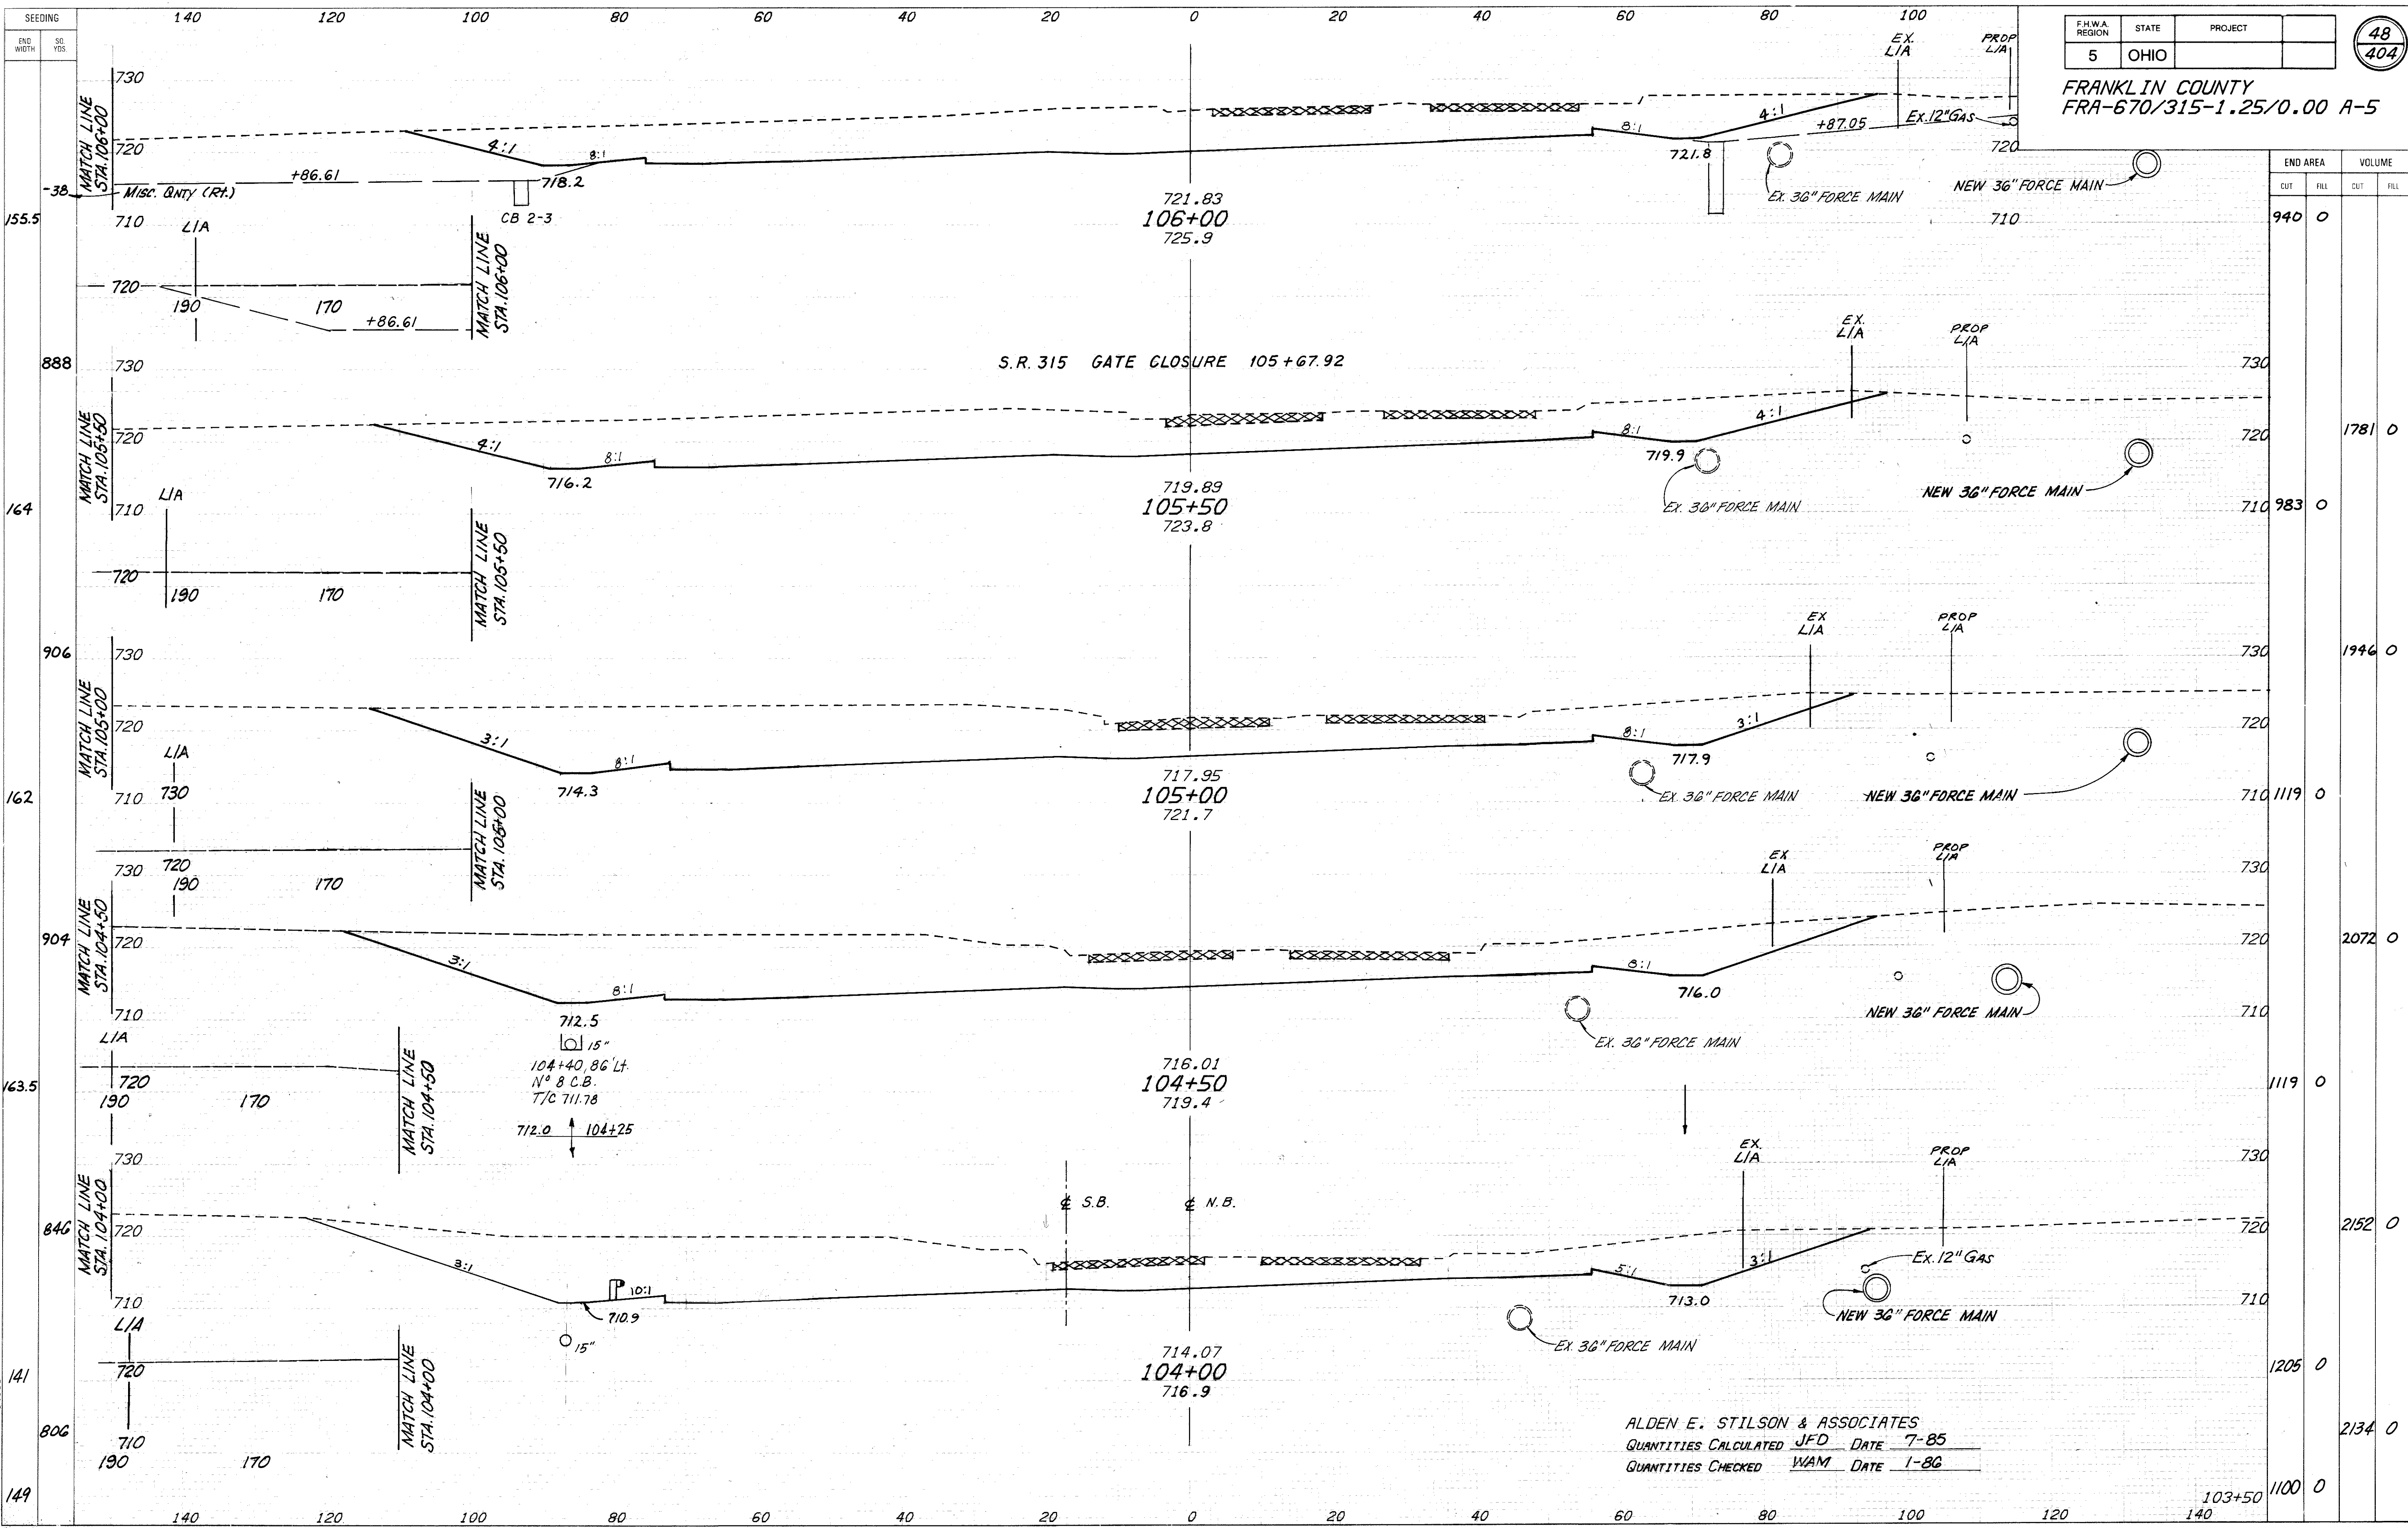 SEEDING
END WIDTH
SQ. YDS.
140 120 100 80 60 40 20 0 20 40 60 80 100
F.H.W.A. REGION STATE PROJECT
5 OHIO
48
404
FRANKLIN COUNTY
FRA-670/315-1.25/0.00 A-5
END AREA VOLUME
CUT FILL CUT FILL
EX. L/A
PROP L/A
730
MATCH LINE STA. 106+00
720
4:1
8:1
8:1
4:1
+87.05
EX. 12" GAS
720
721.8
+86.61
718.2
-38
MISC. QNTY (RT.)
EX. 36" FORCE MAIN
NEW 36" FORCE MAIN
721.83
106+00
725.9
CB 2-3
155.5
710
710
940 0
L/A
MATCH LINE STA. 106+00
720
190 170
+86.61
EX. L/A
PROP L/A
888
730
S.R. 315 GATE CLOSURE 105+67.92
730
MATCH LINE STA. 105+50
720
4:1
8:1
8:1
4:1
720
1781 0
716.2
719.9
719.89
105+50
723.8
EX. 36" FORCE MAIN
NEW 36" FORCE MAIN
164
L/A
710
710
983 0
MATCH LINE STA. 105+50
720
190 170
EX L/A
PROP L/A
906
730
730
1946 0
MATCH LINE STA. 105+00
720
3:1
8:1
8:1
3:1
720
714.3
717.9
717.95
105+00
721.7
EX. 36" FORCE MAIN
NEW 36" FORCE MAIN
162
L/A
710 730
710
1119 0
MATCH LINE STA. 105+00
720
190 170
EX L/A
PROP L/A
730
730
904
MATCH LINE STA. 104+50
720
3:1
8:1
8:1
720
2072 0
712.5
716.0
710
710
15"
104+40, 86' Lt.
Nº 8 C.B.
T/C 711.78
716.01
104+50
719.4
EX. 36" FORCE MAIN
NEW 36" FORCE MAIN
L/A
MATCH LINE STA. 104+50
163.5
720
190 170
1119 0
712.0 104+25
EX. L/A
PROP L/A
730
730
846
MATCH LINE STA. 104+00
720
℄ S.B.
℄ N.B.
720
2152 0
3:1
10:1
5:1
3:1
EX. 12" GAS
710
710.9
713.0
710
15"
EX. 36" FORCE MAIN
NEW 36" FORCE MAIN
714.07
104+00
716.9
L/A
MATCH LINE STA. 104+00
141
720
1205 0
806
710
190 170
2134 0
ALDEN E. STILSON & ASSOCIATES
QUANTITIES CALCULATED JFD DATE 7-85
QUANTITIES CHECKED WAM DATE 1-86
149
103+50
1100 0
140 120 100 80 60 40 20 0 20 40 60 80 100 120 140